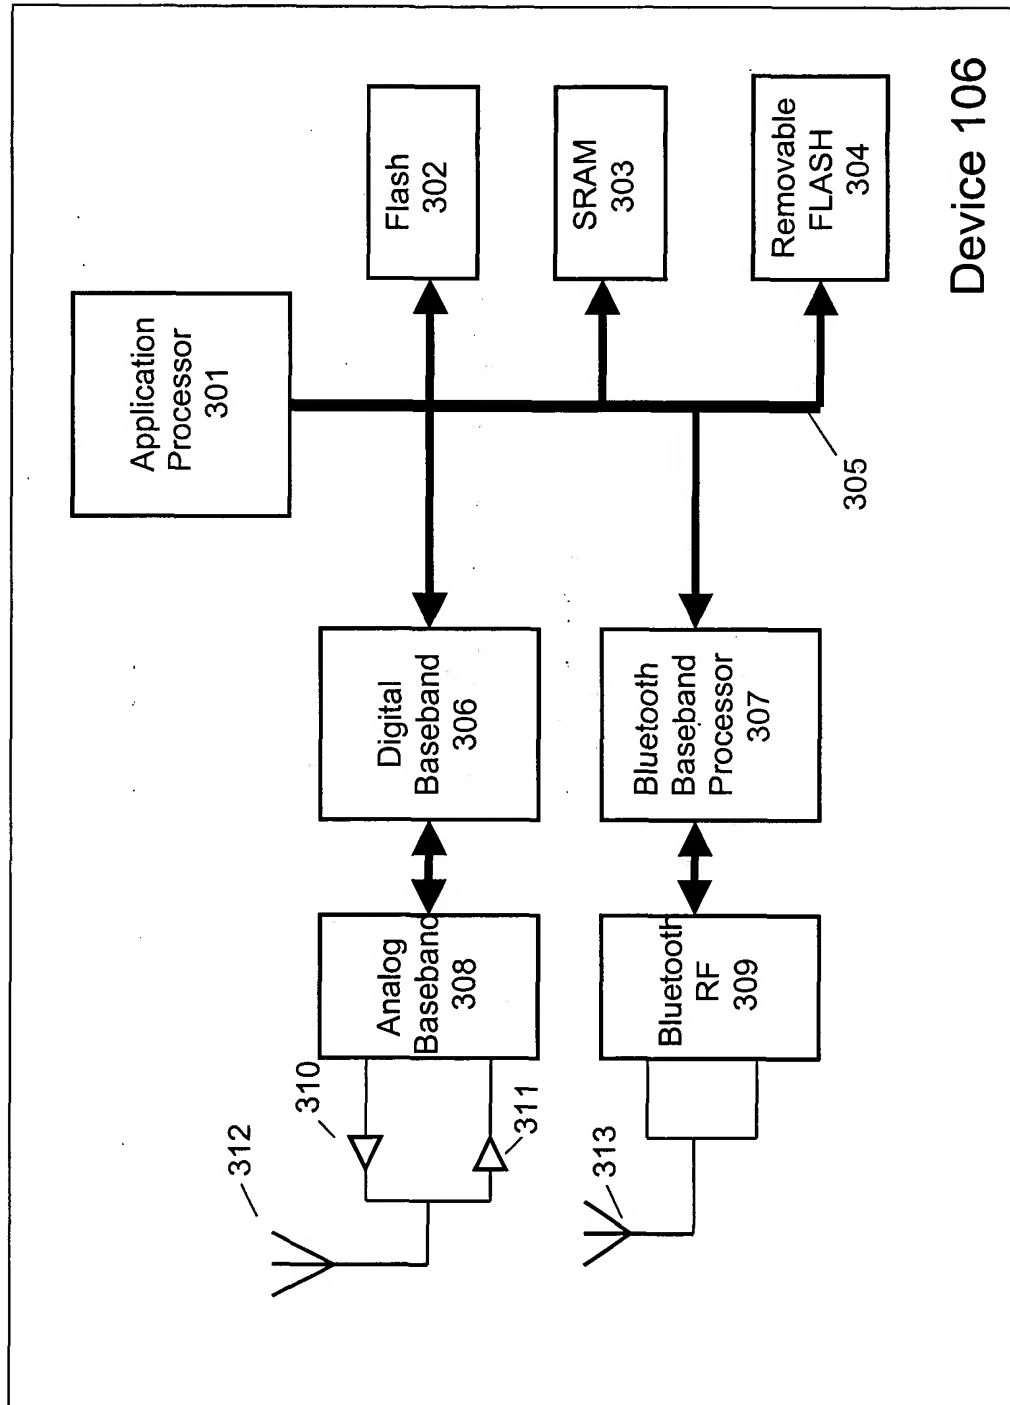 Device 106
Application
Processor
301
Flash
302
SRAM
303
Removable
FLASH
304
305
Digital
Baseband
306
Bluetooth
Baseband
Processor
307
Analog
Baseband
308
Bluetooth
RF
309
310
311
312
313